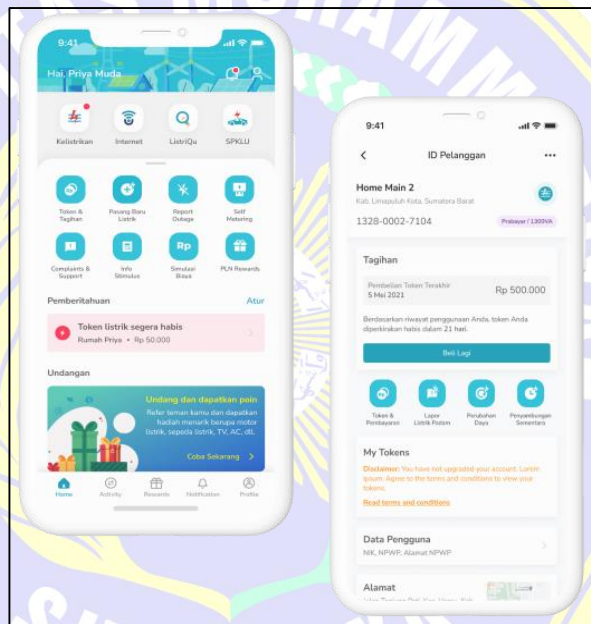 9:41
Hai, Priya Muda
Kelistrikan
Internet
ListriQu
SPKLU
Token &
Tagihan
Pasang Baru
Listrik
Report
Outage
Self
Metering
Complaints &
Support
Info
Stimulus
Rp
Simulasi
Biaya
PLN Rewards
Pemberitahuan
Atur
Token listrik segera habis
Rumah Priya • Rp 50.000
Undangan
Undang dan dapatkan poin
Refer teman kamu dan dapatkan
hadiah menarik berupa motor
listrik, sepeda listrik, TV, AC, dll.
Coba Sekarang >
Home
Activity
Rewards
Notification
Profile
9:41
ID Pelanggan
Home Main 2
Kab. Limapuluh Kota, Sumatera Barat
1328-0002-7104
Prabayar / 1300VA
Tagihan
Pembelian Token Terakhir
5 Mei 2021
Rp 500.000
Berdasarkan riwayat penggunaan Anda, token Anda
diperkirakan habis dalam 21 hari.
Beli Lagi
Token &
Pembayaran
Lapor
Listrik Padam
Perubahan
Daya
Penyambungan
Sementara
My Tokens
Disclaimer: You have not upgraded your account. Lorem
ipsum. Agree to the terms and conditions to view your
tokens.
Read terms and conditions
Data Pengguna
NIK, NPWP, Alamat NPWP
Alamat